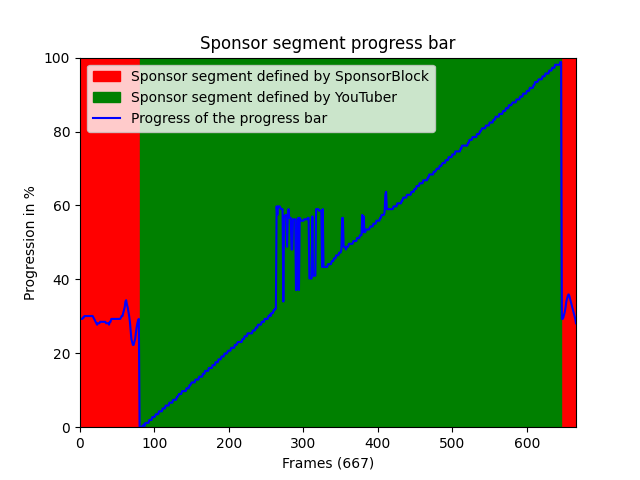 Sponsor segment progress bar
100
Sponsor segment defined by SponsorBlock
Sponsor segment defined by YouTuber
Progress of the progress bar
80
60
40
20
0
Progression in %
0 100 200 300 400 500 600
Frames (667)